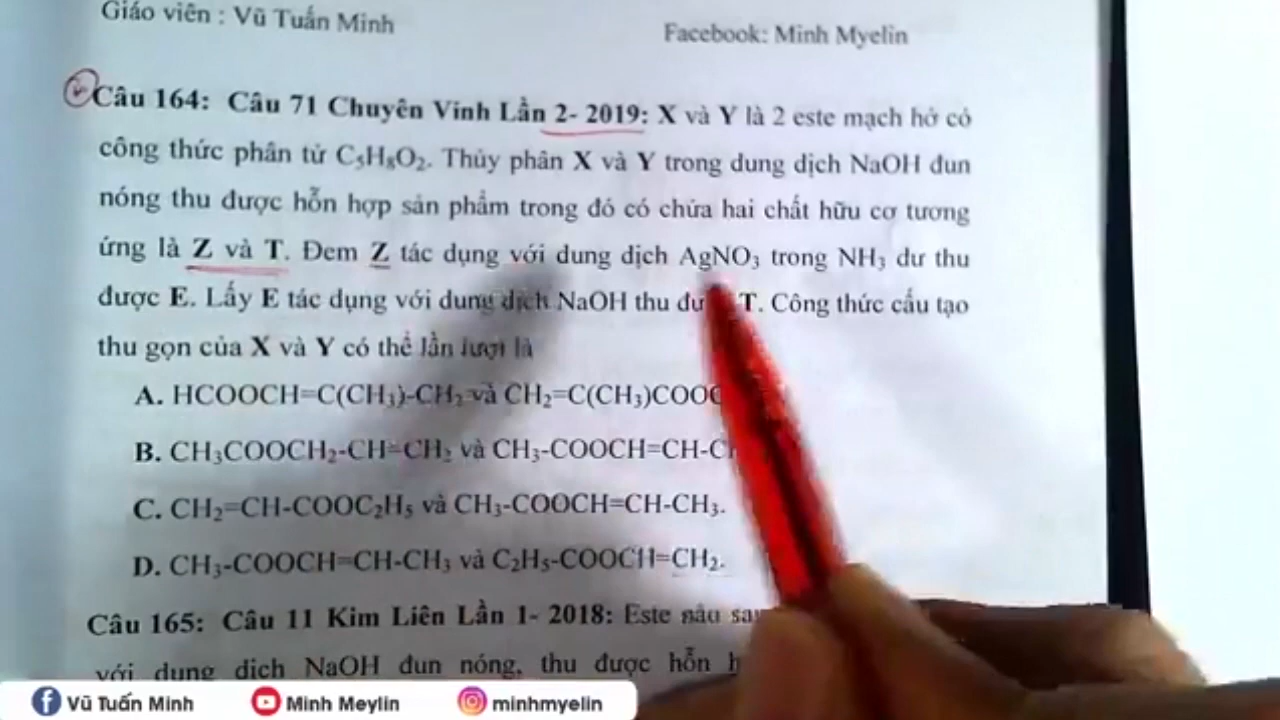 Giáo viên : Vũ Tuấn Minh
Facebook: Minh Myelin
Câu 164: Câu 71 Chuyên Vinh Lần 2- 2019: X và Y là 2 este mạch hở có
công thức phân tử C₅H₈O₂. Thủy phân X và Y trong dung dịch NaOH đun
nóng thu được hỗn hợp sản phẩm trong đó có chứa hai chất hữu cơ tương
ứng là Z và T. Đem Z tác dụng với dung dịch AgNO₃ trong NH₃ dư thu
được E. Lấy E tác dụng với dung dịch NaOH thu T. Công thức cấu tạo
thu gọn của X và Y có thể lần lượt là
A. HCOOCH=C(CH₃)-CH₂ và CH₂=C(CH₃)
B. CH₃COOCH₂-CH=CH₂ và CH₃-COOCH=CH-
C. CH₂=CH-COOC₂H₅ và CH₃-COOCH=CH-CH₃.
D. CH₃-COOCH=CH-CH₃ và C₂H₅-COOCH=CH₂.
Câu 165: Câu 11 Kim Liên Lần 1- 2018: Este nào
với dung dịch NaOH đun nóng, thu được hỗn
Vũ Tuấn Minh
Minh Meylin
minhmyelin